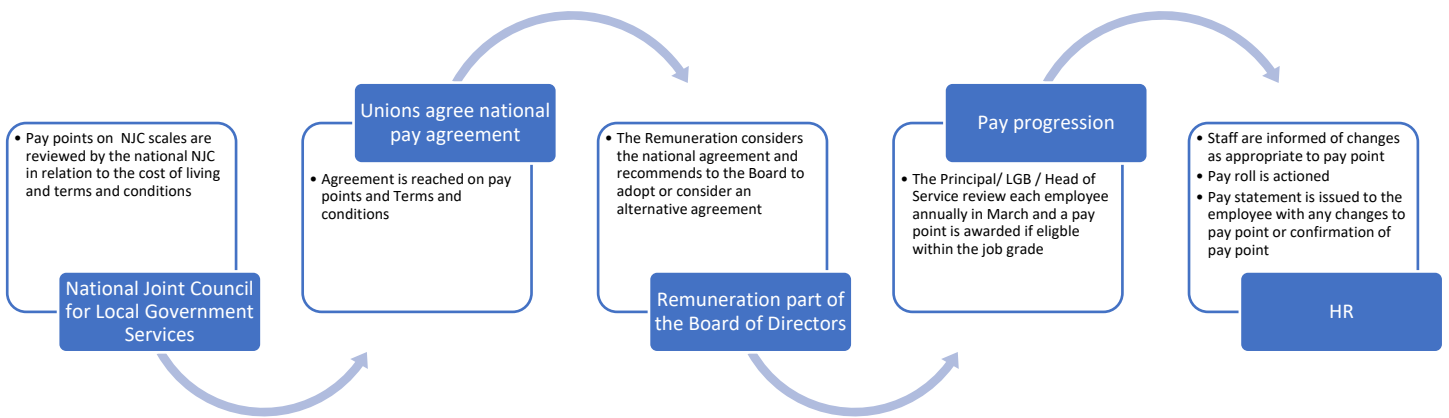 • Pay points on NJC scales are
reviewed by the national NJC
in relation to the cost of living
and terms and conditions
National Joint Council
for Local Government
Services
Unions agree national
pay agreement
• Agreement is reached on pay
points and Terms and
conditions
• The Remuneration considers
the national agreement and
recommends to the Board to
adopt or consider an
alternative agreement
Remuneration part of
the Board of Directors
Pay progression
• The Principal/ LGB / Head of
Service review each employee
annually in March and a pay
point is awarded if eligble
within the job grade
• Staff are informed of changes
as appropriate to pay point
• Pay roll is actioned
• Pay statement is issued to
the employee with any changes to
pay point or confirmation of
pay point
HR